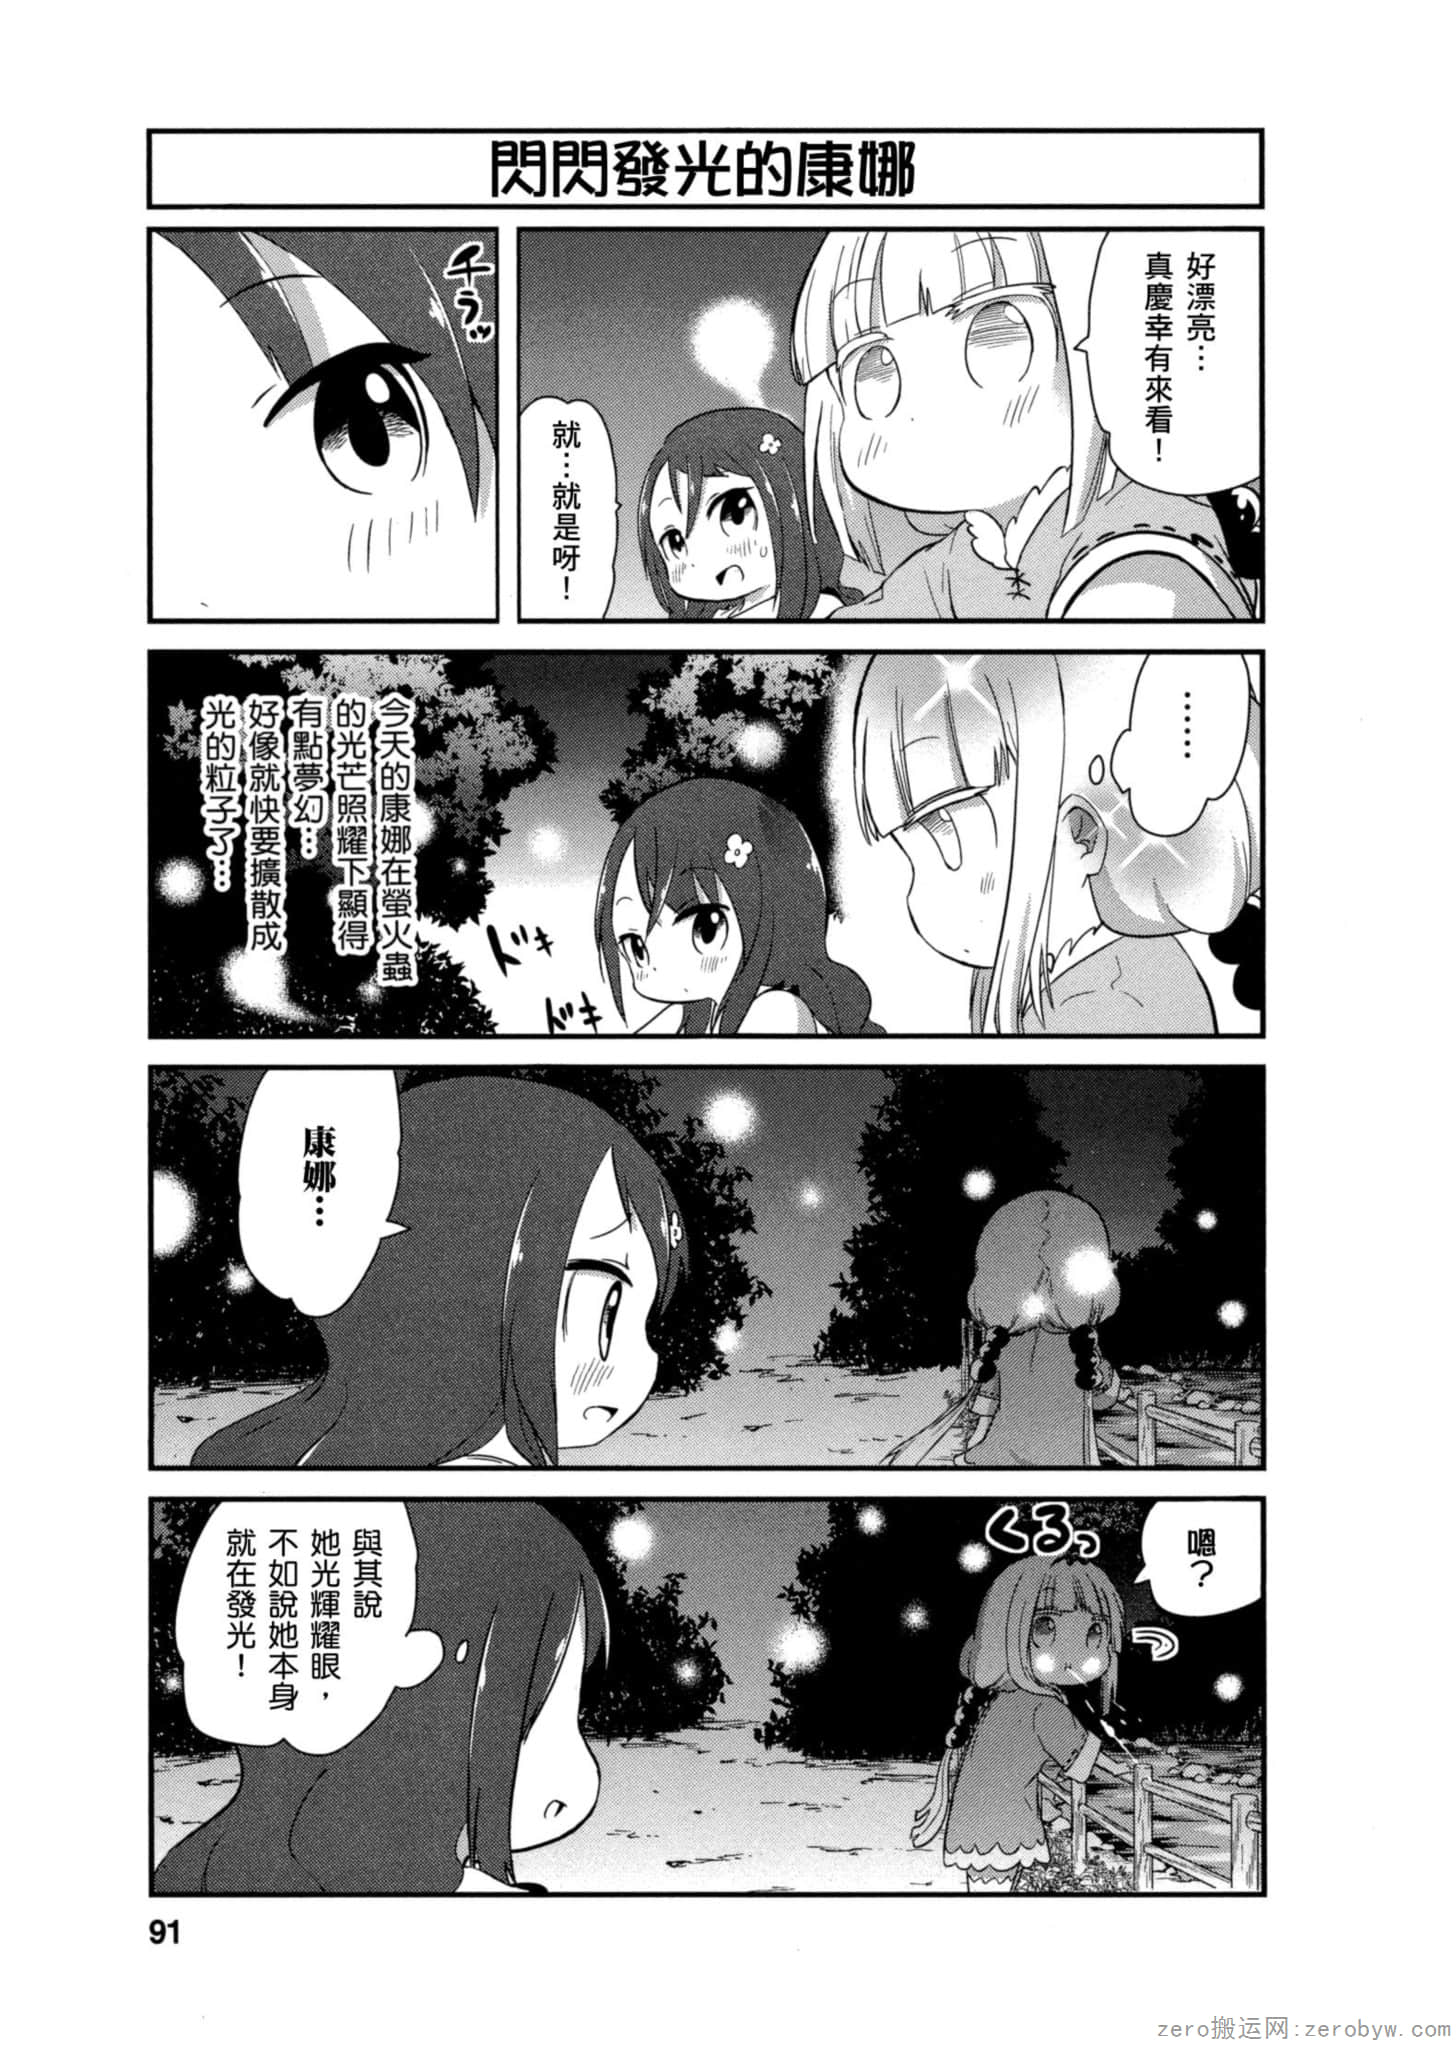 閃閃發光的康娜
好漂亮…
真慶幸有來看！
就…就是呀！
チラッ
……
ドキ
ドキ
今天的康娜在螢火蟲
的光芒照耀下顯得
有點夢幻…
好像就快要擴散成
光的粒子了…
康娜…
嗯？
くるっ
與其說
她光輝耀眼，
不如說她本身
就在發光！
91
zero搬运网:zerobyw.com